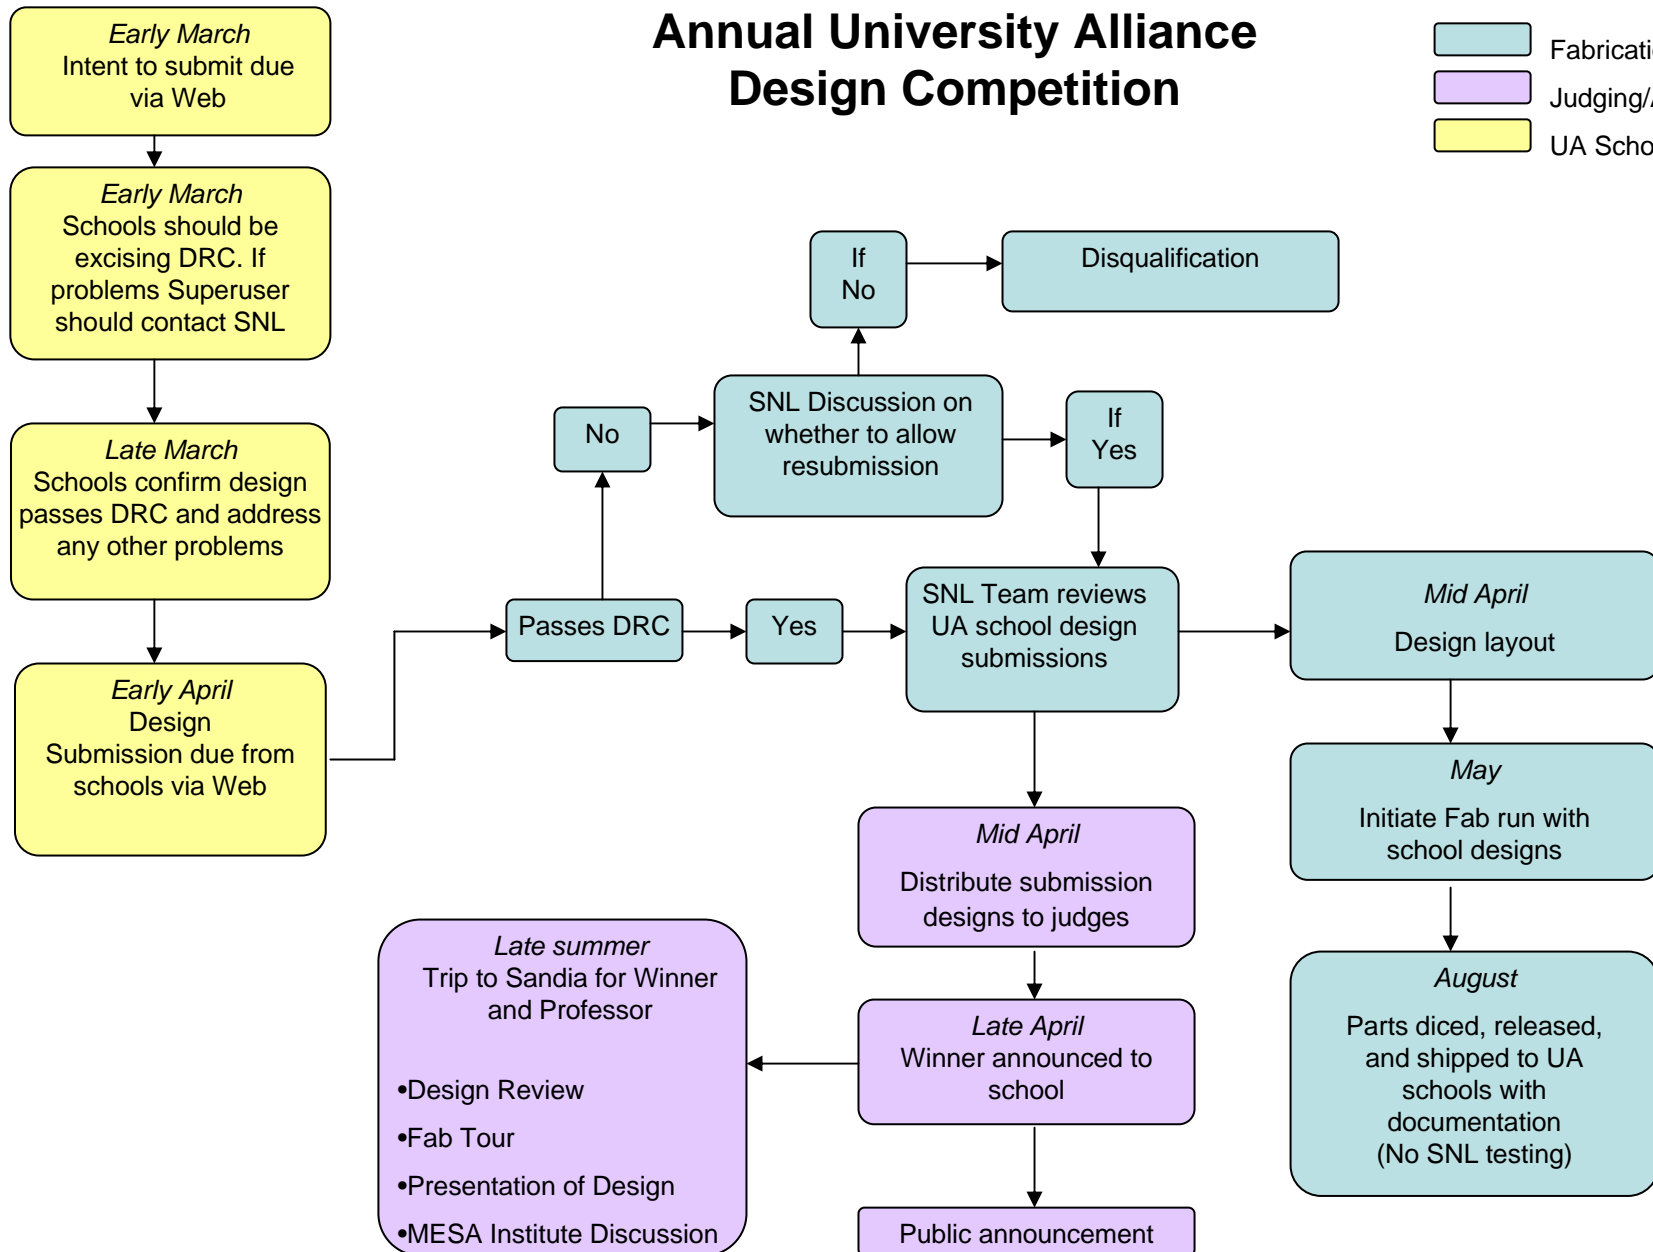 Annual University Alliance
Design Competition
Judging/
Early March
Intent to submit due
via Web
Early March
Schools should be
excising DRC. If
problems Superuser
should contact SNL
Late March
Schools confirm design
passes DRC and address
any other problems
Early April
Design
Submission due from
schools via Web
Passes DRC
No
Yes
SNL Discussion on
whether to allow
resubmission
If
No
Disqualification
If
Yes
SNL Team reviews
UA school design
submissions
Mid April
Design layout
May
Initiate Fab run with
school designs
August
Parts diced, released,
and shipped to UA
schools with
documentation
(No SNL testing)
Mid April
Distribute submission
designs to judges
Late April
Winner announced to
school
Public announcement
Late summer
Trip to Sandia for Winner
and Professor
•Design Review
•Fab Tour
•Presentation of Design
•MESA Institute Discussion
UA